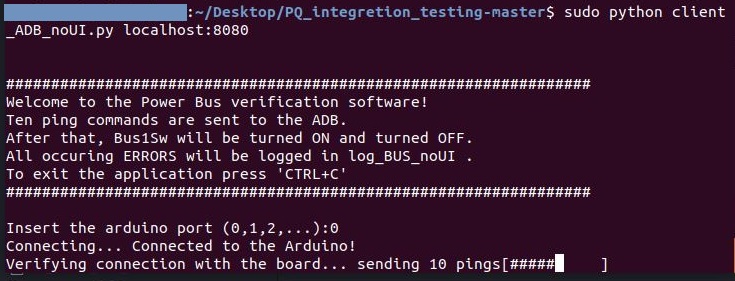 :~/Desktop/PQ_integretion_testing-master$ sudo python client
_ADB_noUI.py localhost:8080
#################################################################
Welcome to the Power Bus verification software!
Ten ping commands are sent to the ADB.
After that, Bus1Sw will be turned ON and turned OFF.
All occuring ERRORS will be logged in log_BUS_noUI .
To exit the application press 'CTRL+C'
#################################################################
Insert the arduino port (0,1,2,...):0
Connecting... Connected to the Arduino!
Verifying connection with the board... sending 10 pings[#####     ]